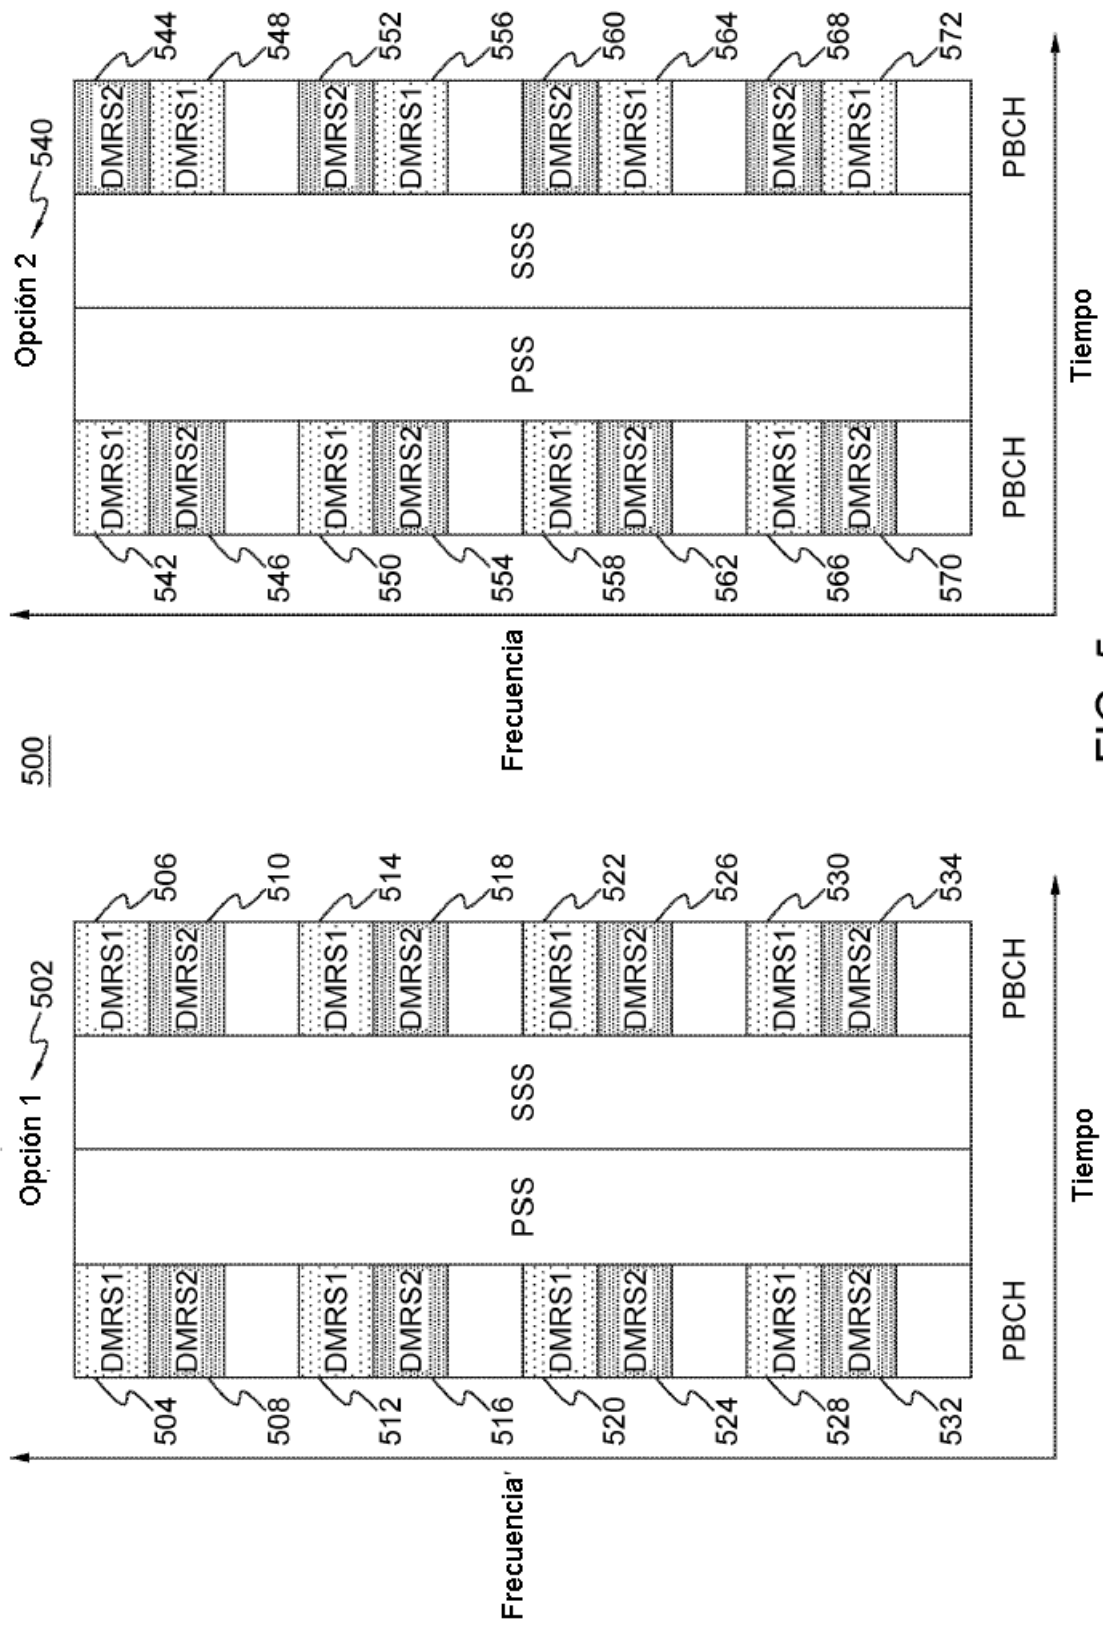 500
Opción 1
502
504
DMRS1
DMRS1
506
508
DMRS2
DMRS2
510
512
DMRS1
DMRS1
514
516
DMRS2
DMRS2
518
520
DMRS1
DMRS1
522
524
DMRS2
DMRS2
526
528
DMRS1
DMRS1
530
532
DMRS2
DMRS2
534
PSS
SSS
PBCH
PBCH
Frecuencia
Tiempo
Opción 2
540
542
DMRS1
DMRS2
544
546
DMRS2
DMRS1
548
550
DMRS1
DMRS2
552
554
DMRS2
DMRS1
556
558
DMRS1
DMRS2
560
562
DMRS2
DMRS1
564
566
DMRS1
DMRS2
568
570
DMRS2
DMRS1
572
PSS
SSS
PBCH
PBCH
Frecuencia
Tiempo